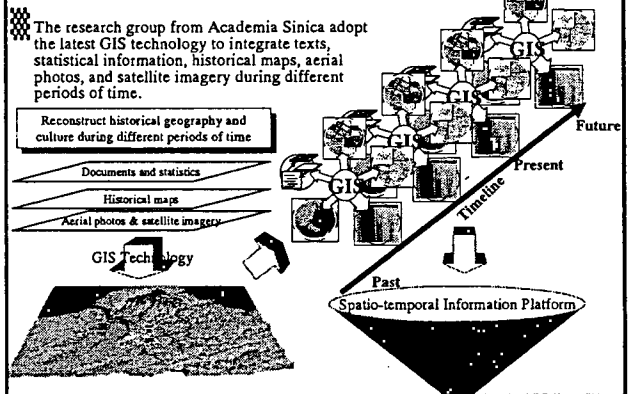 The research group from Academia Sinica adopt
the latest GIS technology to integrate texts,
statistical information, historical maps, aerial
photos, and satellite imagery during different
periods of time.
Reconstruct historical geography and
culture during different periods of time
Documents and statistics
Historical maps
Aerial photos & satellite imagery
GIS Technology
GIS
GIS
GIS
GIS
Future
Present
Timeline
Past
Spatio-temporal Information Platform